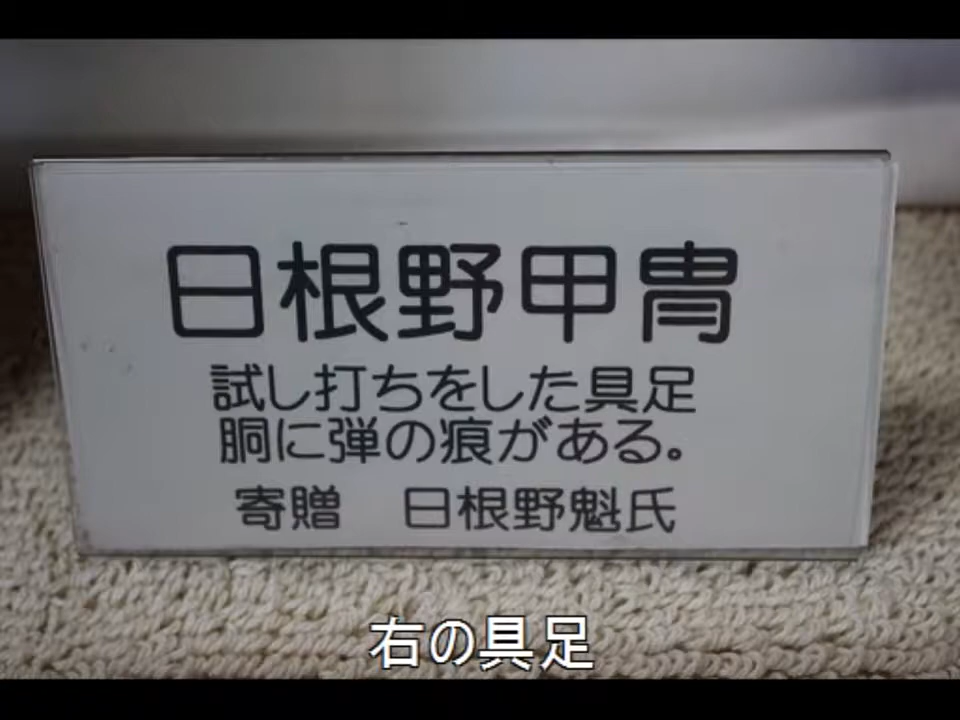 日根野甲冑
試し打ちをした具足
胴に弾の痕がある。
寄贈　日根野魁氏
右の具足